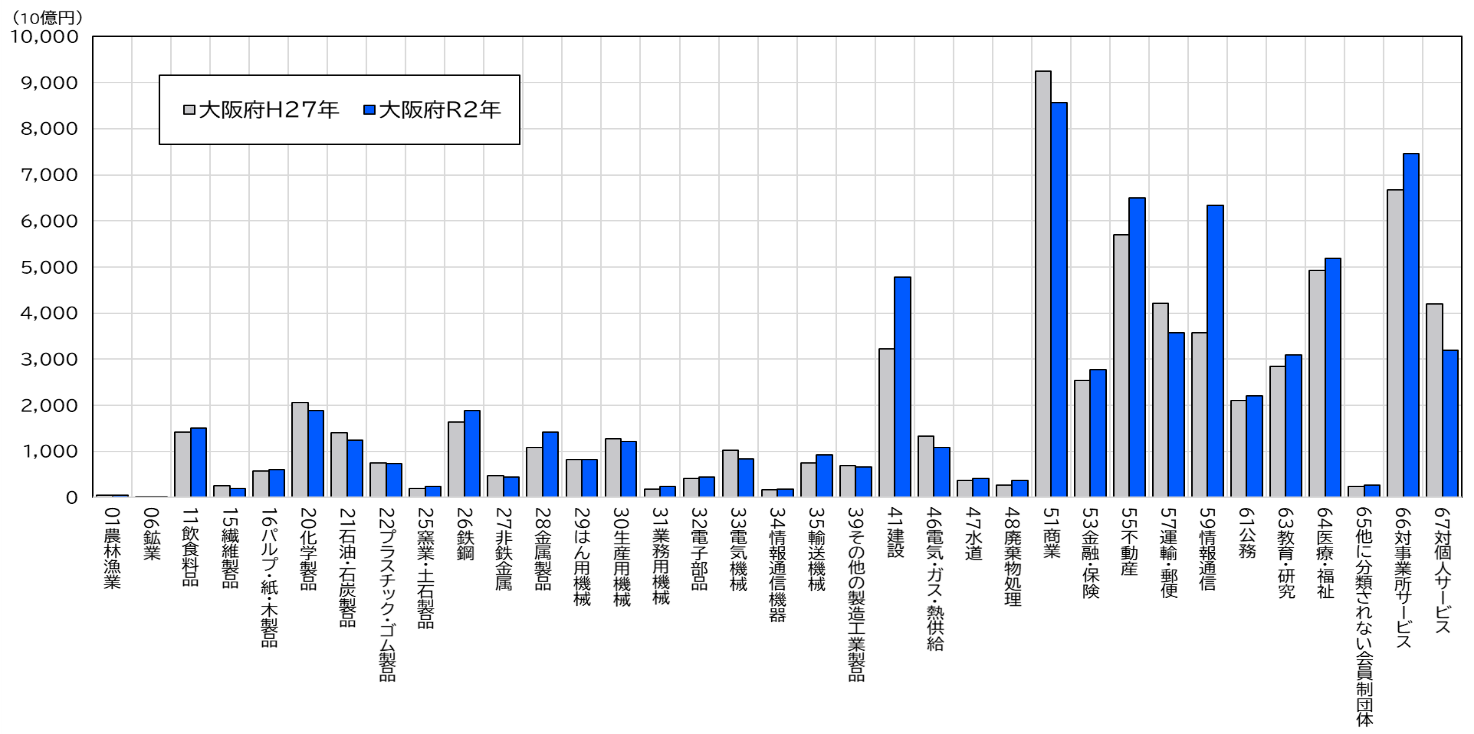 （10億円）
10,000
9,000
8,000
7,000
6,000
5,000
4,000
3,000
2,000
1,000
0
大阪府H27年
大阪府R2年
01農林漁業
06鉱業
11飲食料品
15繊維製品
16パルプ・紙・木製品
20化学製品
21石油・石炭製品
22プラスチック・ゴム製品
25窯業・土石製品
26鉄鋼
27非鉄金属
28金属製品
29はん用機械
30生産用機械
31業務用機械
32電子部品
33電気機械
34情報通信機器
35輸送機械
39その他の製造工業製品
41建設
46電気・ガス・熱供給
47水道
48廃棄物処理
51商業
53金融・保険
55不動産
57運輸・郵便
59情報通信
61公務
63教育・研究
64医療・福祉
65他に分類されない会員制団体
66対事業所サービス
67対個人サービス